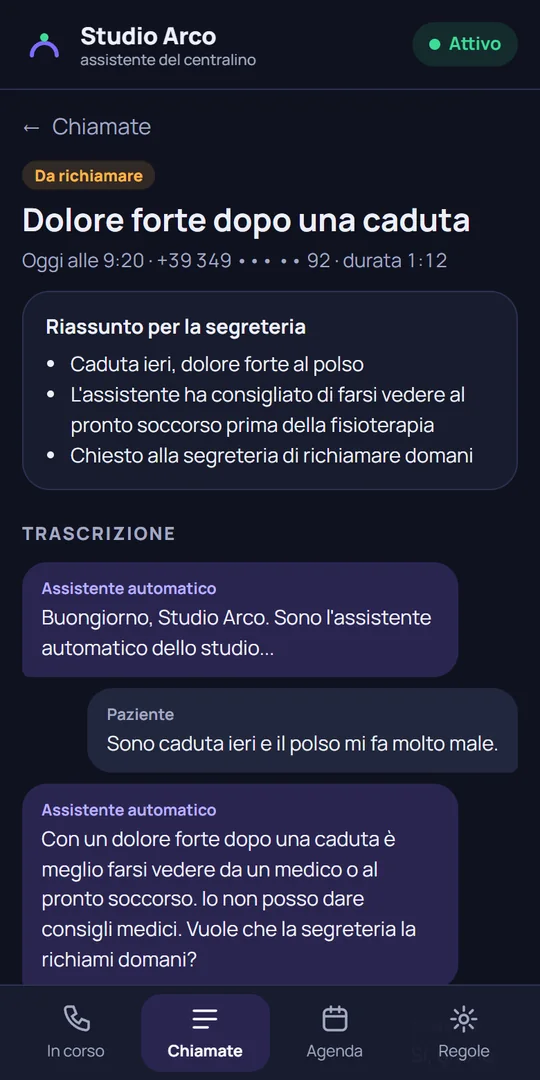 Studio Arco
assistente del centralino
Attivo
← Chiamate
Da richiamare
Dolore forte dopo una caduta
Oggi alle 9:20 · +39 349 ••• •• 92 · durata 1:12
Riassunto per la segreteria
• Caduta ieri, dolore forte al polso
• L'assistente ha consigliato di farsi vedere al
pronto soccorso prima della fisioterapia
• Chiesto alla segreteria di richiamare domani
TRASCRIZIONE
Assistente automatico
Buongiorno, Studio Arco. Sono l'assistente
automatico dello studio...
Paziente
Sono caduta ieri e il polso mi fa molto male.
Assistente automatico
Con un dolore forte dopo una caduta è
meglio farsi vedere da un medico o al
pronto soccorso. Io non posso dare
consigli medici. Vuole che la segreteria la
richiami domani?
In corso
Chiamate
Agenda
Regole